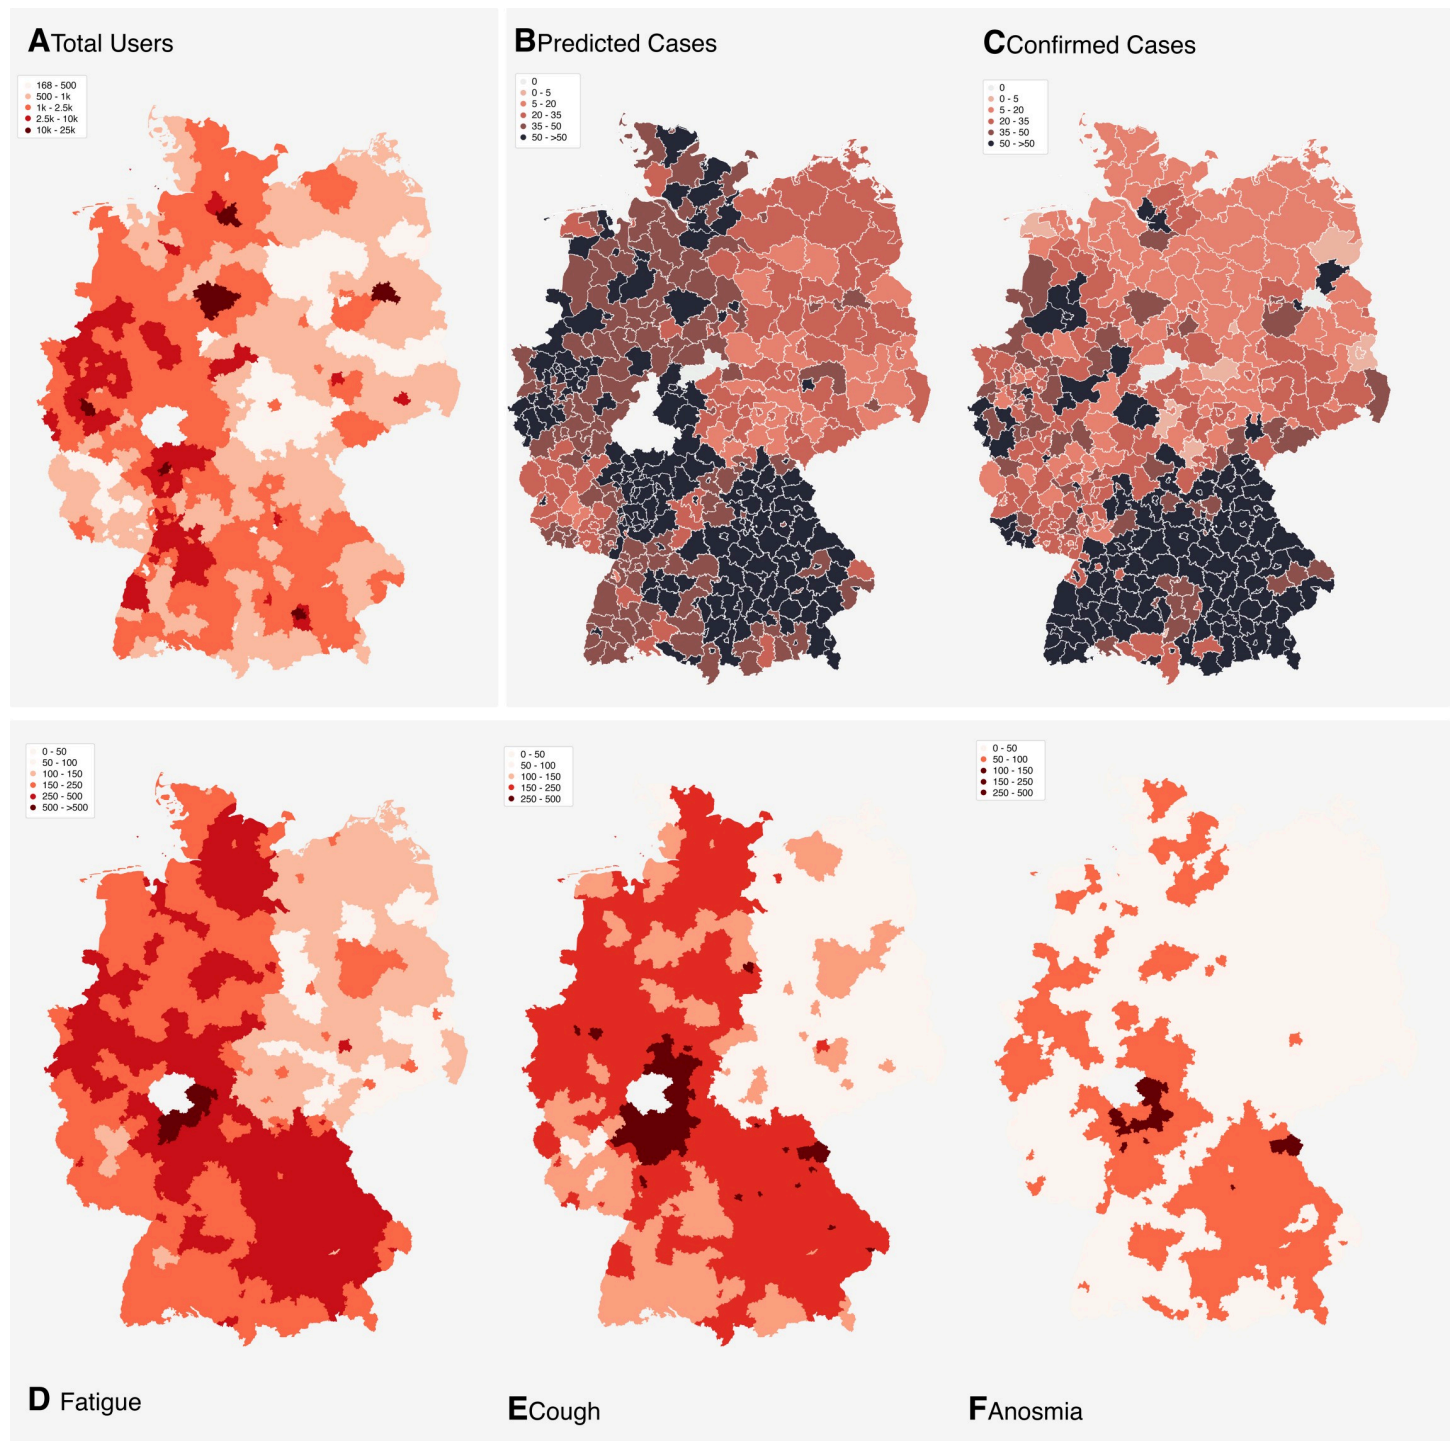 A Total Users
168 - 500
500 - 1k
1k - 2.5k
2.5k - 10k
10k - 25k
B Predicted Cases
0
0 - 5
5 - 20
20 - 35
35 - 50
50 - >50
C Confirmed Cases
0
0 - 5
5 - 20
20 - 35
35 - 50
50 - >50
0 - 50
50 - 100
100 - 150
150 - 250
250 - 500
500 - >500
D Fatigue
0 - 50
50 - 100
100 - 150
150 - 250
250 - 500
E Cough
0 - 50
50 - 100
100 - 150
150 - 250
250 - 500
F Anosmia